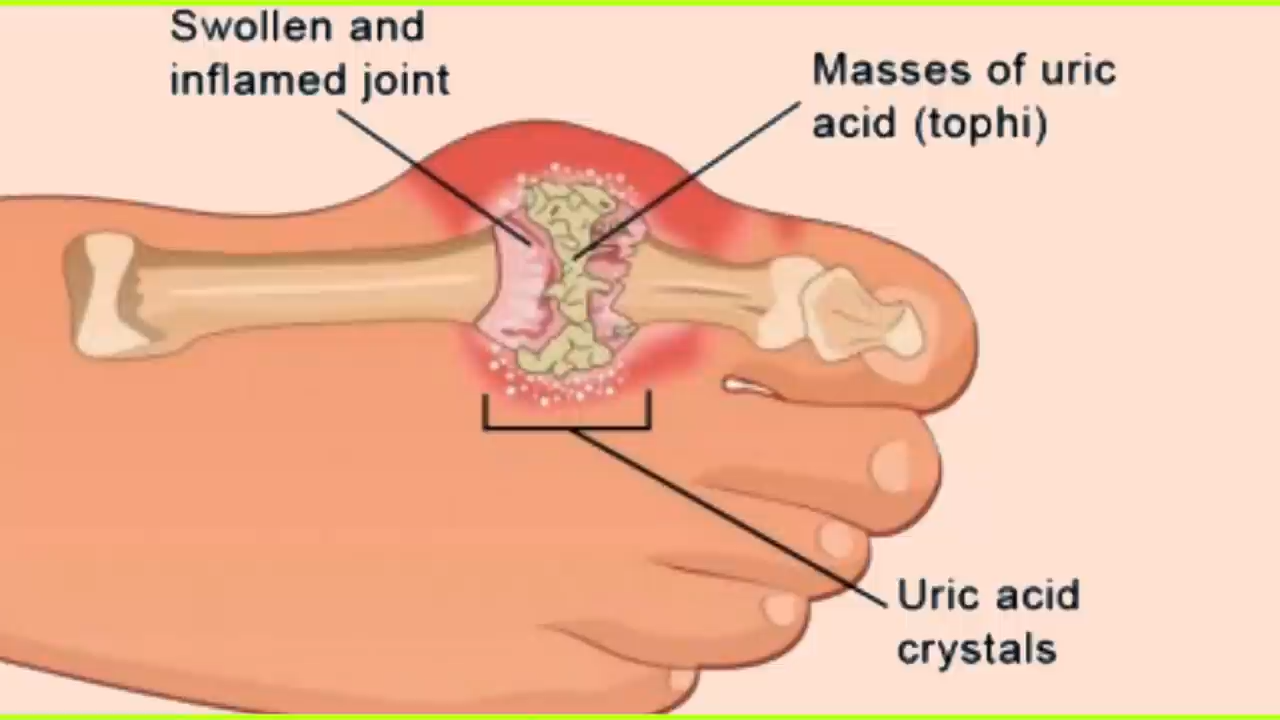 Swollen and
inflamed joint
Masses of uric
acid (tophi)
Uric acid
crystals